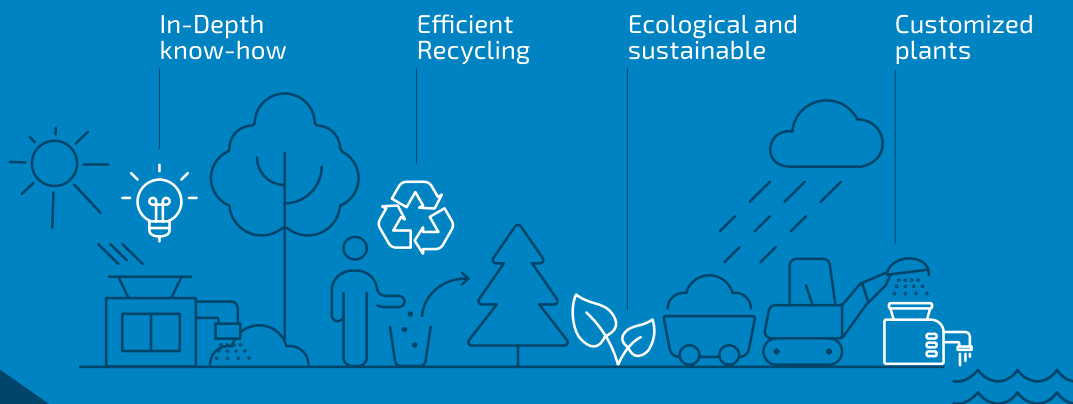 In-Depth
know-how
Efficient
Recycling
Ecological and
sustainable
Customized
plants